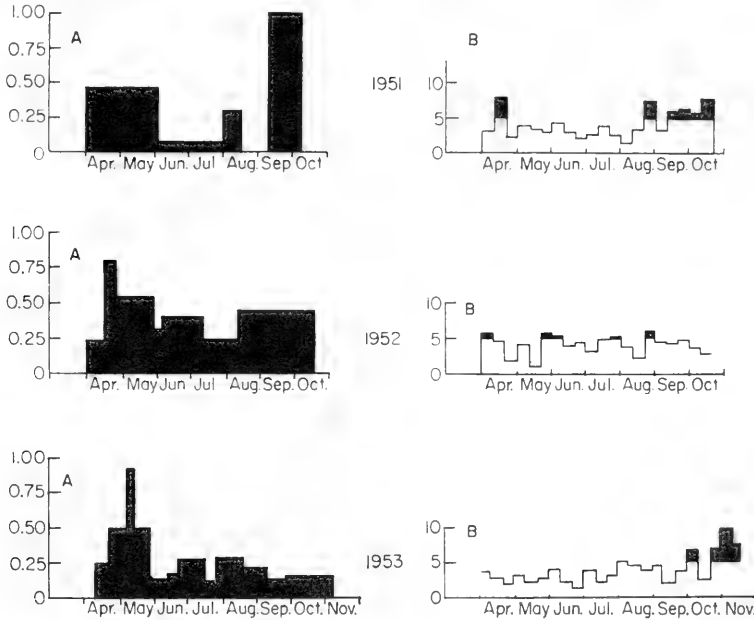 A
1.00
0.75
0.50
0.25
0
Apr. May Jun. Jul Aug. Sep. Oct
1951
B
10
5
0
Apr. May Jun. Jul. Aug. Sep. Oct
A
1.00
0.75
0.50
0.25
0
Apr. May Jun. Jul Aug. Sep. Oct.
1952
B
10
5
0
Apr. May Jun. Jul. Aug. Sep. Oct.
A
1.00
0.75
0.50
0.25
0
Apr. May Jun. Jul. Aug. Sep. Oct. Nov.
1953
B
10
5
0
Apr. May Jun. Jul. Aug. Sep. Oct. Nov.